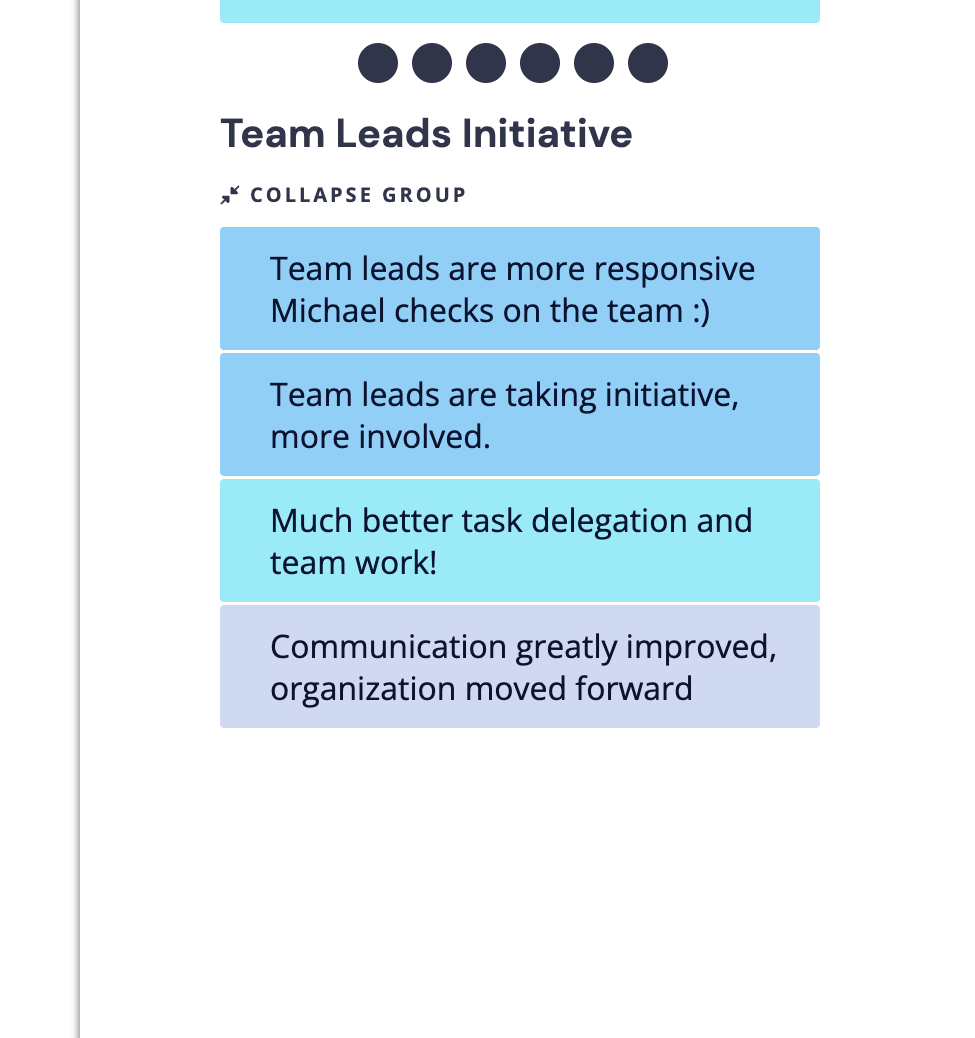 Team Leads Initiative
COLLAPSE GROUP
Team leads are more responsive
Michael checks on the team :)
Team leads are taking initiative,
more involved.
Much better task delegation and
team work!
Communication greatly improved,
organization moved forward